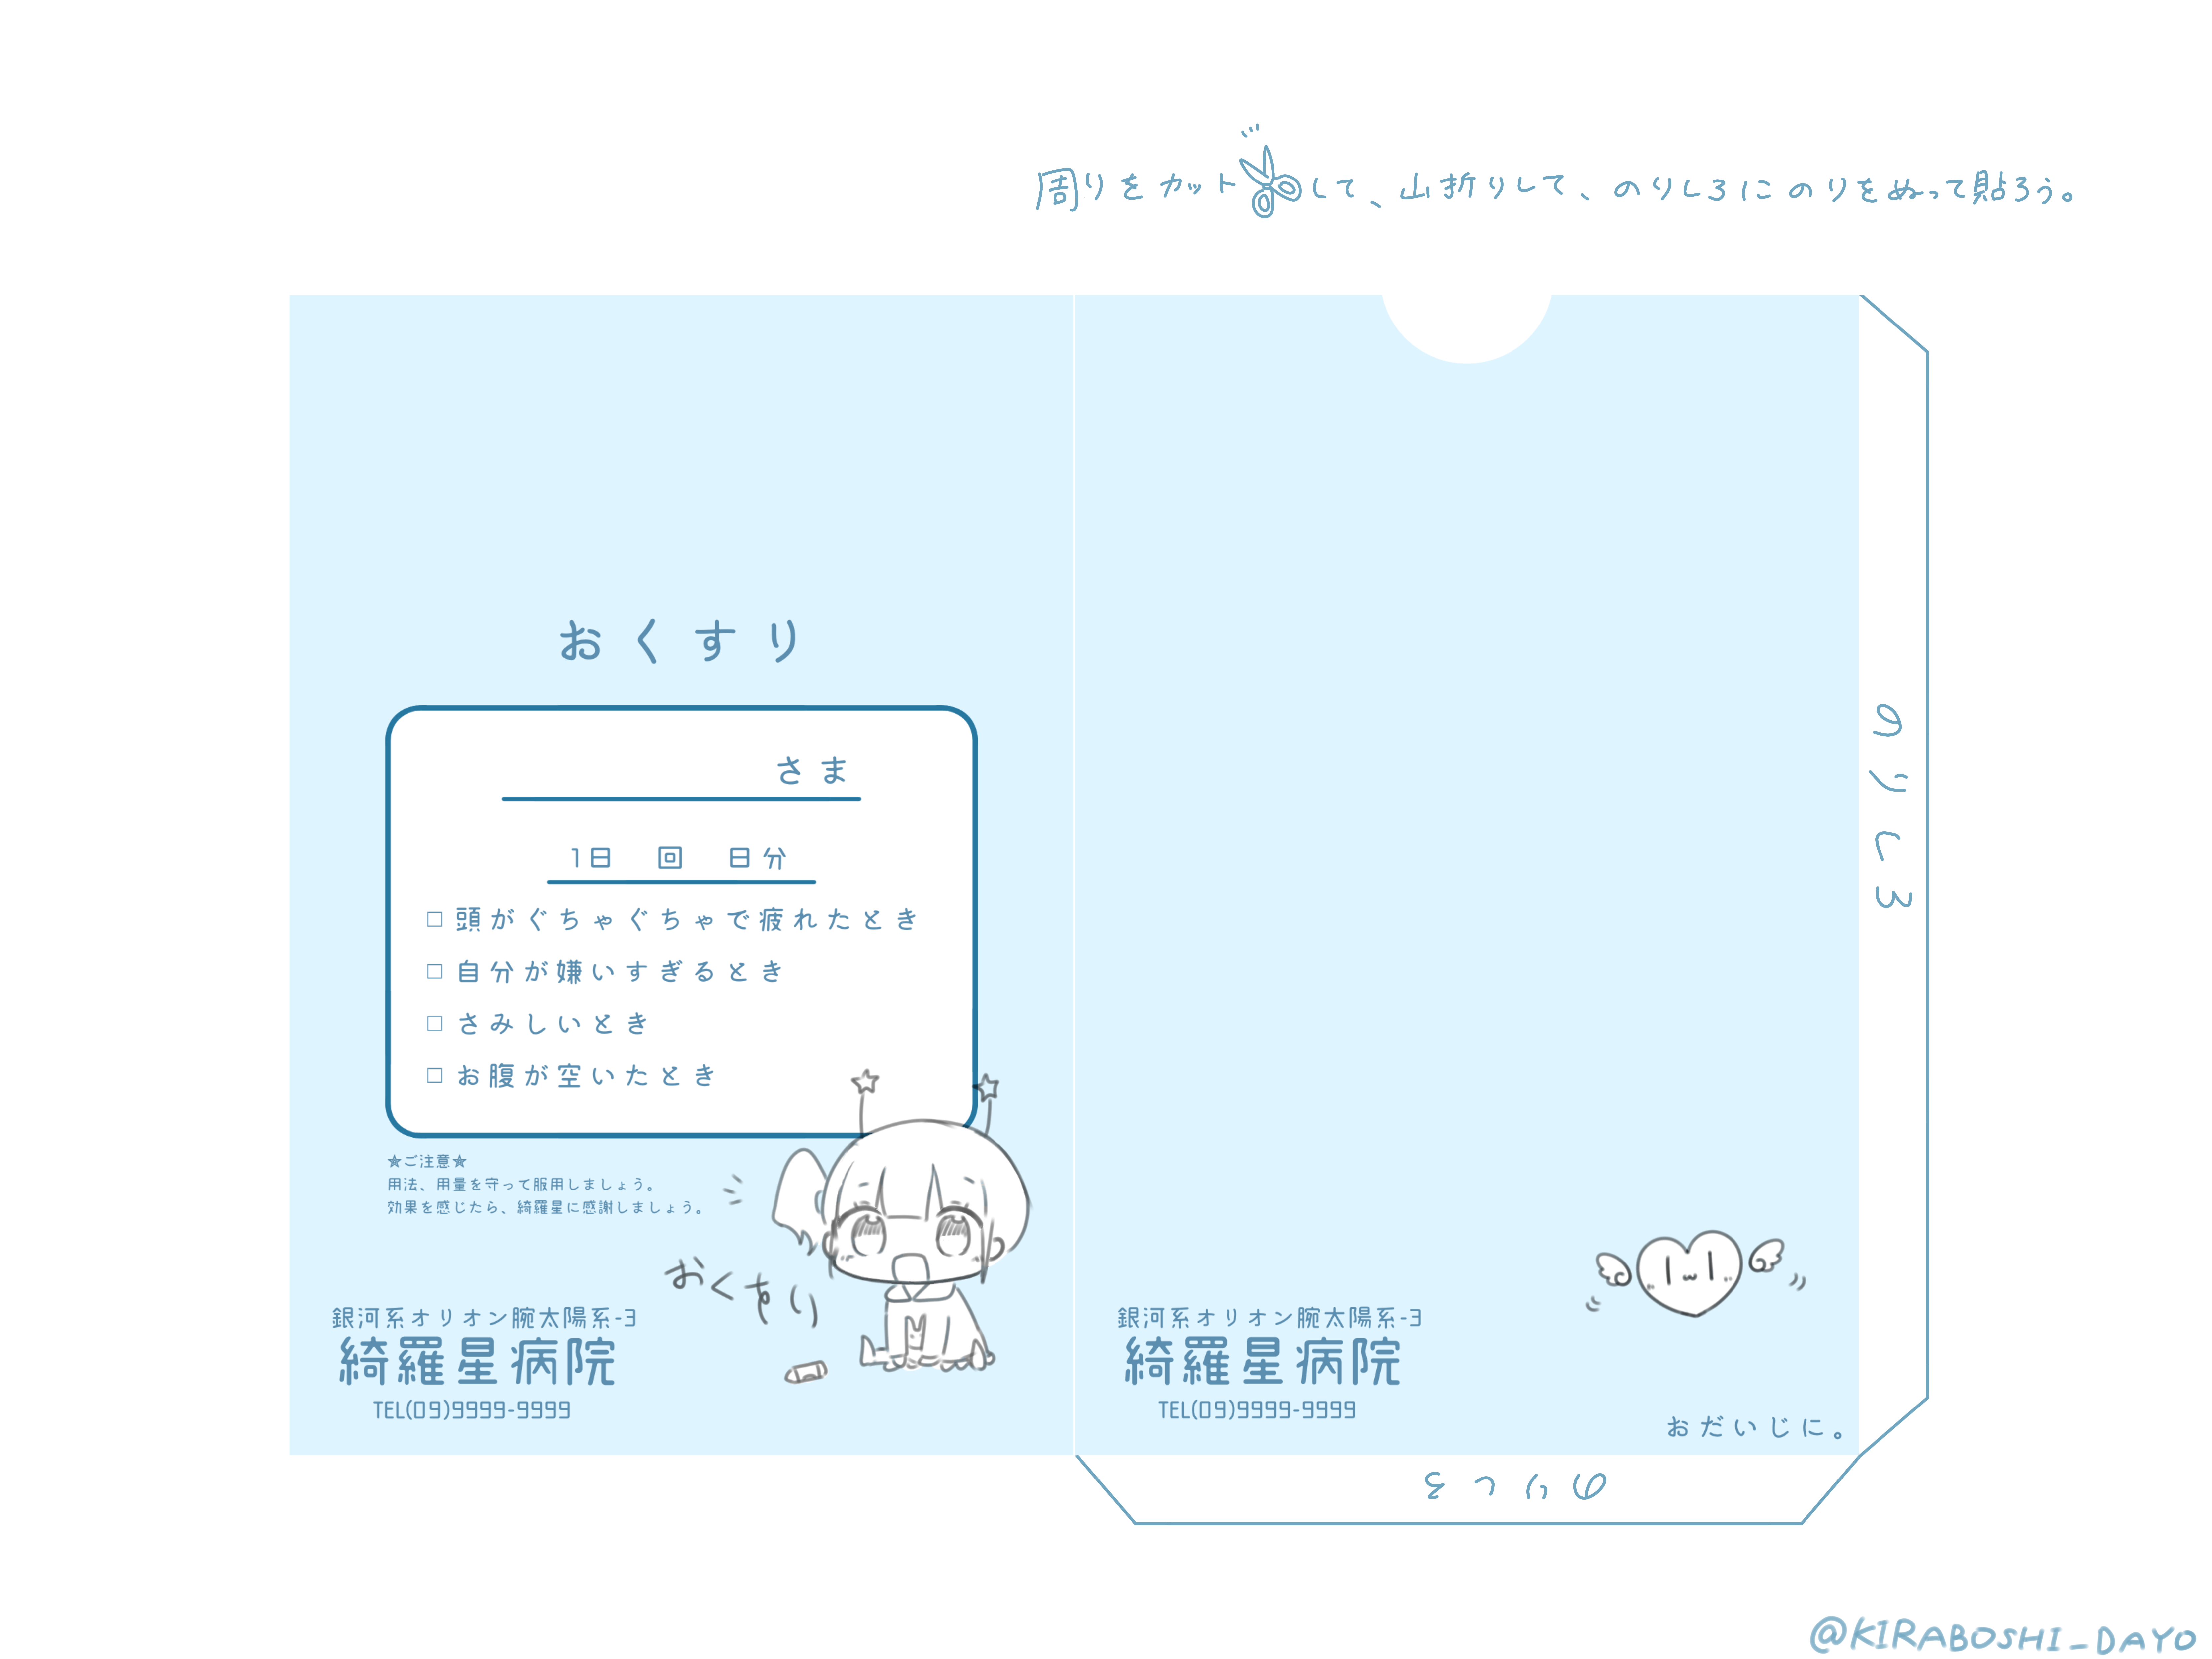 周りをカットして、山折りして、のりしろにのりをぬって貼ろう。
おくすり
さま
1日 回 日分
□ 頭がぐちゃぐちゃで疲れたとき
□ 自分が嫌いすぎるとき
□ さみしいとき
□ お腹が空いたとき
★ご注意★
用法、用量を守って服用しましょう。
効果を感じたら、綺羅星に感謝しましょう。
おくすり
銀河系オリオン腕太陽系-3
綺羅星病院
TEL(09)9999-9999
銀河系オリオン腕太陽系-3
綺羅星病院
TEL(09)9999-9999
おだいじに。
のりしろ
のりしろ
@KIRABOSHI_DAYO